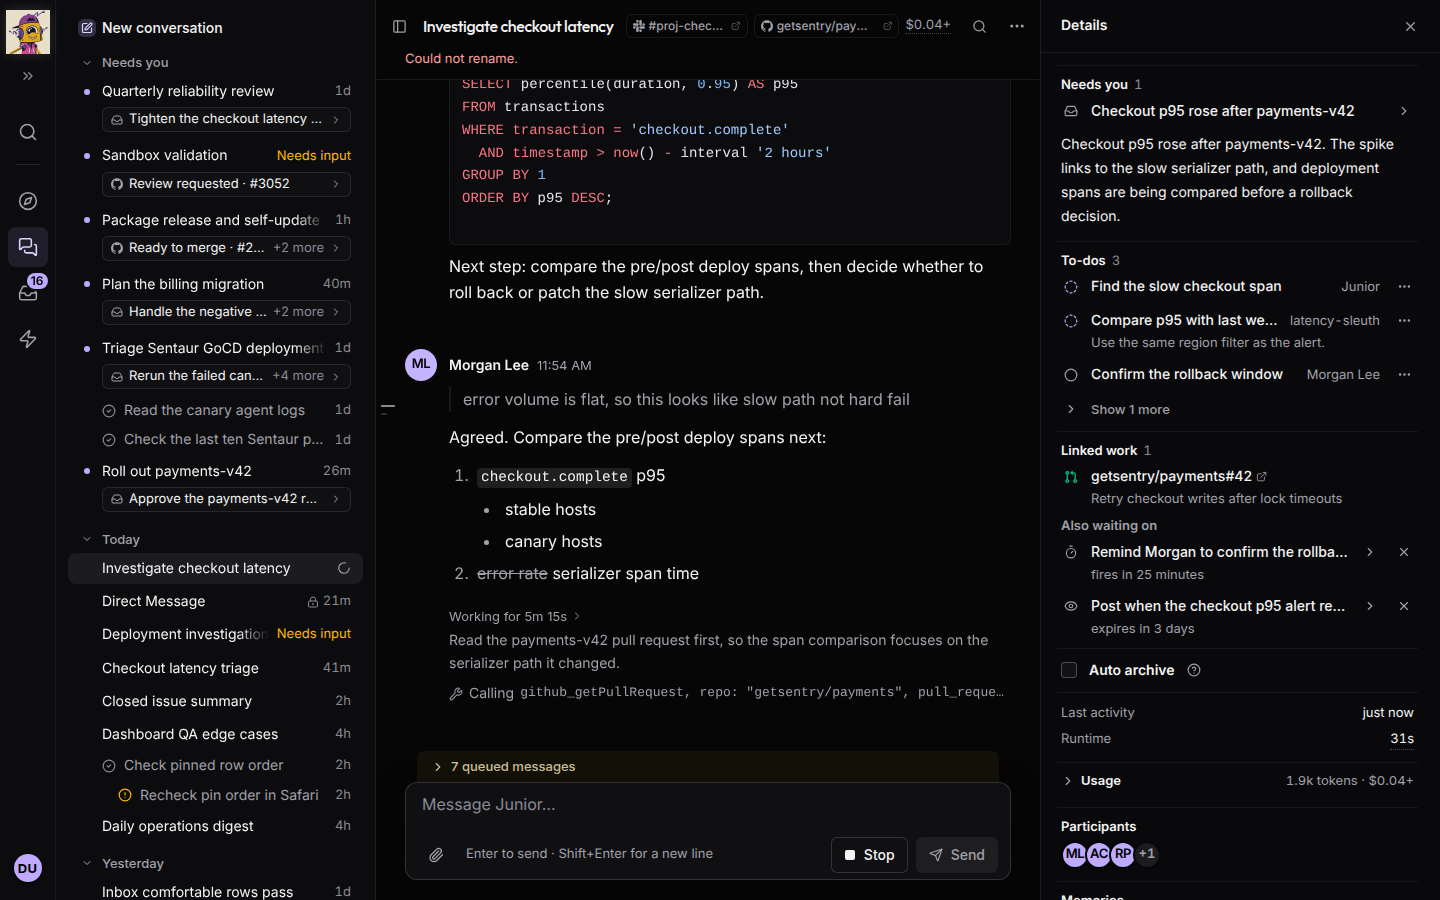 New conversation
Needs you
Quarterly reliability review 1d
Tighten the checkout latency ...
Sandbox validation Needs input
Review requested · #3052
Package release and self-update 1h
Ready to merge · #2... +2 more
Plan the billing migration 40m
Handle the negative ... +2 more
Triage Sentaur GoCD deployment 1d
Rerun the failed can... +4 more
Read the canary agent logs 1d
Check the last ten Sentaur p... 1d
Roll out payments-v42 26m
Approve the payments-v42 r...
Today
Investigate checkout latency
Direct Message 21m
Deployment investigation Needs input
Checkout latency triage 41m
Closed issue summary 2h
Dashboard QA edge cases 4h
Check pinned row order 2h
Recheck pin order in Safari 2h
Daily operations digest 4h
Yesterday
Inbox comfortable rows pass 1d
16
DU
Investigate checkout latency #proj-chec... getsentry/pay... $0.04+
Could not rename.
SELECT percentile(duration, 0.95) AS p95
FROM transactions
WHERE transaction = 'checkout.complete'
AND timestamp > now() - interval '2 hours'
GROUP BY 1
ORDER BY p95 DESC;
Next step: compare the pre/post deploy spans, then decide whether to
roll back or patch the slow serializer path.
ML Morgan Lee 11:54 AM
error volume is flat, so this looks like slow path not hard fail
Agreed. Compare the pre/post deploy spans next:
1. checkout.complete p95
• stable hosts
• canary hosts
2. error rate serializer span time
Working for 5m 15s
Read the payments-v42 pull request first, so the span comparison focuses on the
serializer path it changed.
Calling github_getPullRequest, repo: "getsentry/payments", pull_reque…
7 queued messages
Message Junior...
Enter to send · Shift+Enter for a new line
Stop
Send
Details
Needs you 1
Checkout p95 rose after payments-v42
Checkout p95 rose after payments-v42. The spike
links to the slow serializer path, and deployment
spans are being compared before a rollback
decision.
To-dos 3
Find the slow checkout span Junior
Compare p95 with last we... latency-sleuth
Use the same region filter as the alert.
Confirm the rollback window Morgan Lee
Show 1 more
Linked work 1
getsentry/payments#42
Retry checkout writes after lock timeouts
Also waiting on
Remind Morgan to confirm the rollba...
fires in 25 minutes
Post when the checkout p95 alert re...
expires in 3 days
Auto archive
Last activity just now
Runtime 31s
Usage 1.9k tokens · $0.04+
Participants
ML AC RP +1
Memories